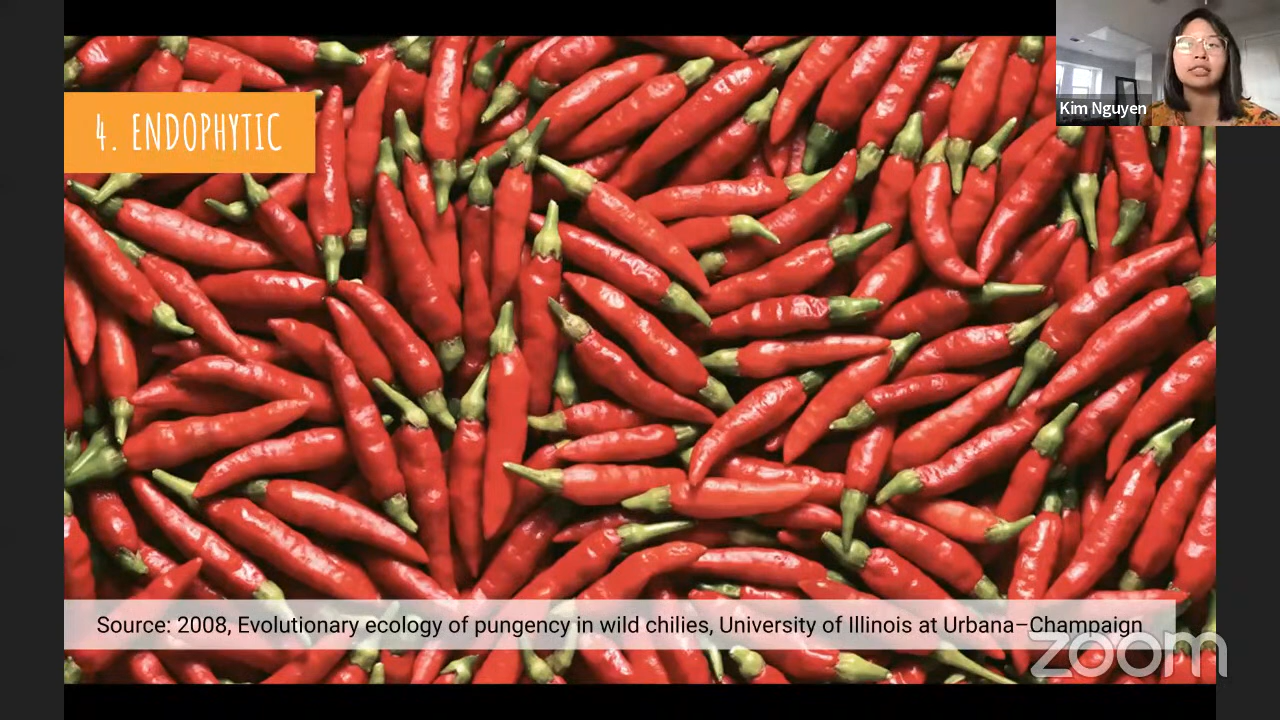 4. ENDOPHYTIC
Kim Nguyen
Source: 2008, Evolutionary ecology of pungency in wild chilies, University of Illinois at Urbana–Champaign
zoom